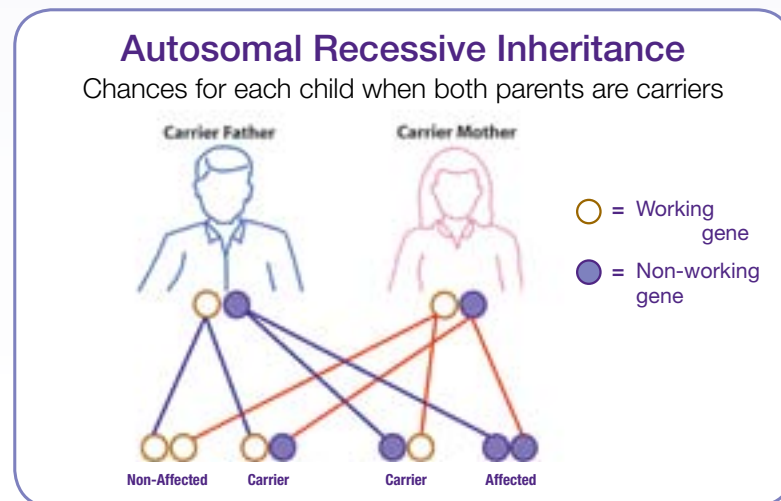 Autosomal Recessive Inheritance
Chances for each child when both parents are carriers
Carrier Father
Carrier Mother
= Working
gene
= Non-working
gene
Non-Affected
Carrier
Carrier
Affected